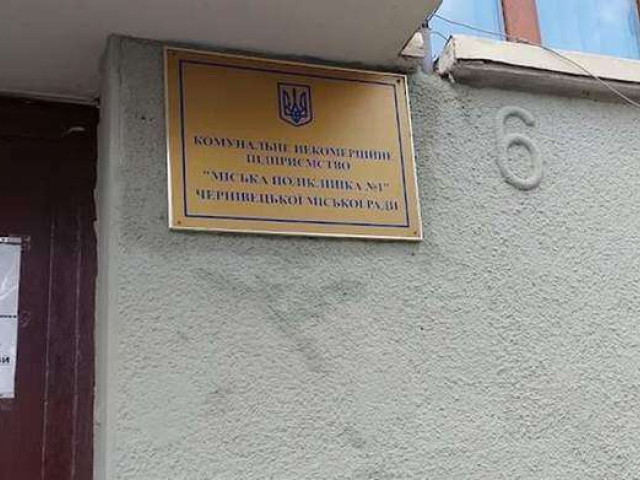 КОМУНАЛЬНЕ НЕКОМЕРЦІЙНЕ
ПІДПРИЄМСТВО
"МІСЬКА ПОЛІКЛІНІКА №1"
ЧЕРНІВЕЦЬКОЇ МІСЬКОЇ РАДИ
6